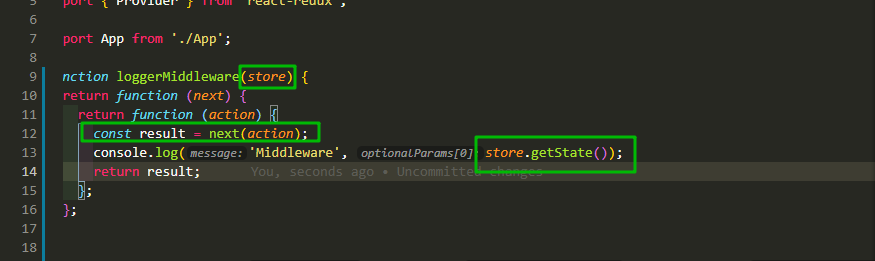 5 port { Provider } from 'react-redux';
6
7 port App from './App';
8
9 nction loggerMiddleware(store) {
10 return function (next) {
11 return function (action) {
12 const result = next(action);
13 console.log( message: 'Middleware', optionalParams[0]: store.getState());
14 return result; You, seconds ago • Uncommitted changes
15 };
16 };
17
18